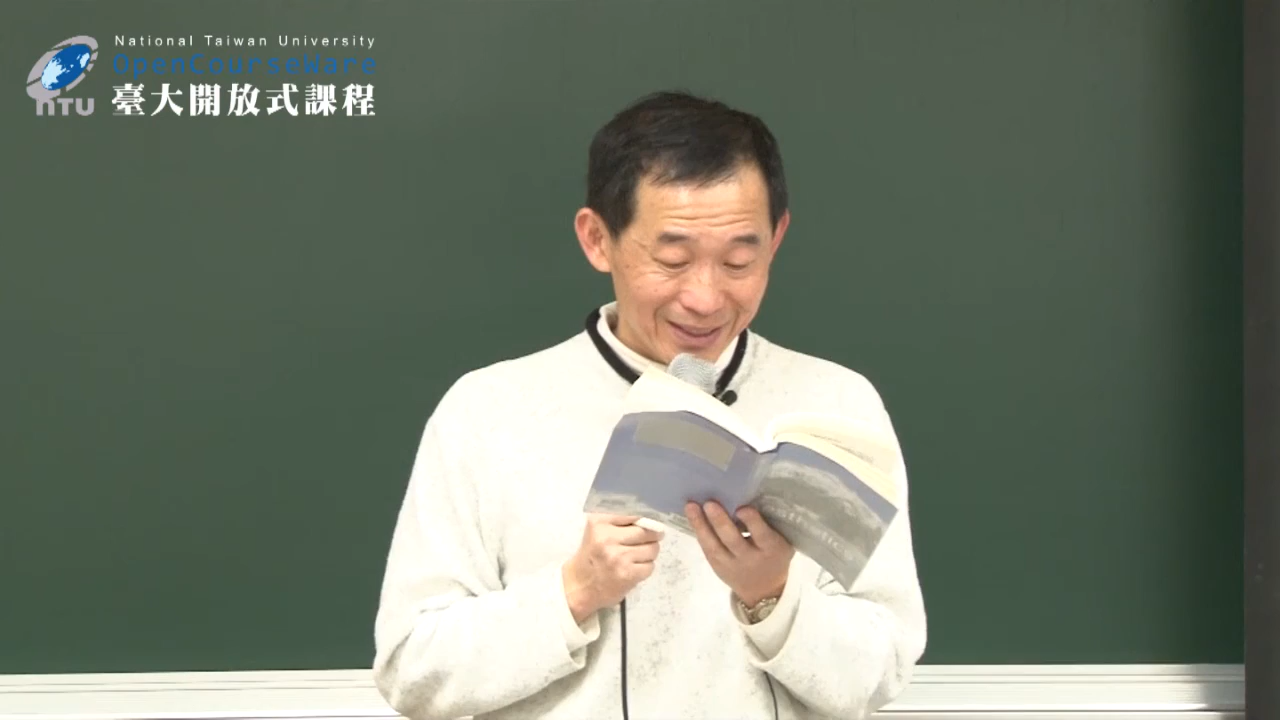 National Taiwan University
OpenCourseWare
臺大開放式課程
NTU